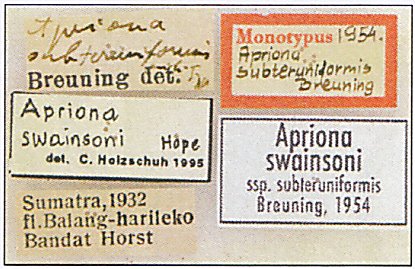 Apriona
subteruniformis
Breuning det.
Monotypus 1954.
Apriona
subteruniformis
Breuning
Apriona
swainsoni Hope
det. C. Holzschuh 1995
Apriona
swainsoni
ssp. subteruniformis
Breuning, 1954
Sumatra,1932
fl.Balang-harileko
Bandat Horst